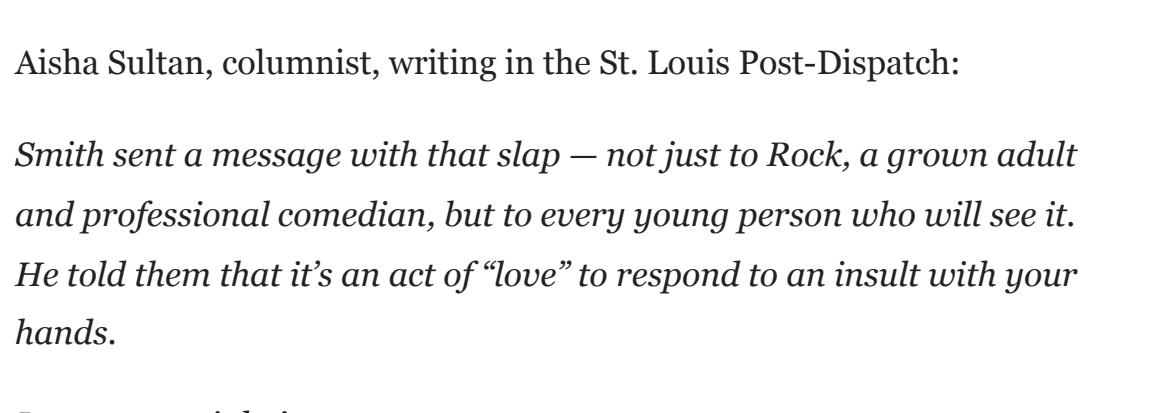 Aisha Sultan, columnist, writing in the St. Louis Post-Dispatch:
Smith sent a message with that slap — not just to Rock, a grown adult
and professional comedian, but to every young person who will see it.
He told them that it’s an act of “love” to respond to an insult with your
hands.